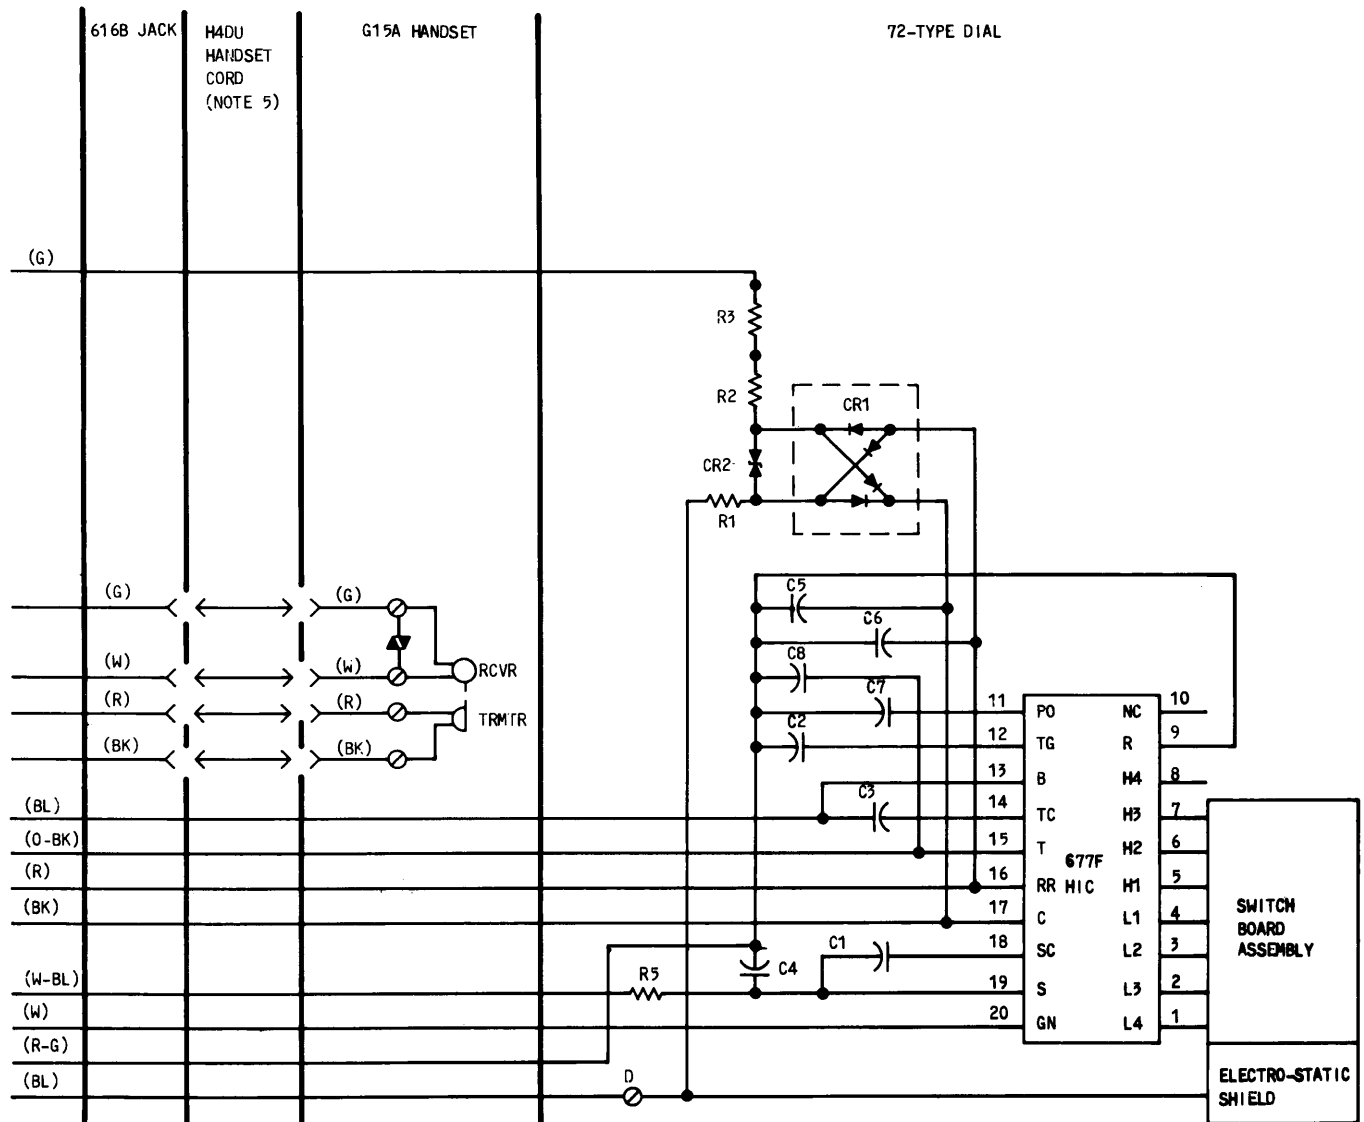 616B JACK
H4DU
HANDSET
CORD
(NOTE 5)
G15A HANDSET
72-TYPE DIAL
(G)
R3
R2
CR1
CR2
R1
(G)
(G)
C5
C6
(W)
(W)
RCVR
C8
(R)
(R)
TRMTR
C7
(BK)
(BK)
C2
11
PO
NC
10
12
TG
R
9
13
B
H4
8
(BL)
C3
14
TC
H3
7
(O-BK)
15
T
H2
6
677F
(R)
16
RR
HIC
H1
5
(BK)
17
C
L1
4
SWITCH
BOARD
ASSEMBLY
C1
18
SC
L2
3
C4
(W-BL)
R5
19
S
L3
2
(W)
20
GN
L4
1
(R-G)
(BL)
D
ELECTRO-STATIC
SHIELD